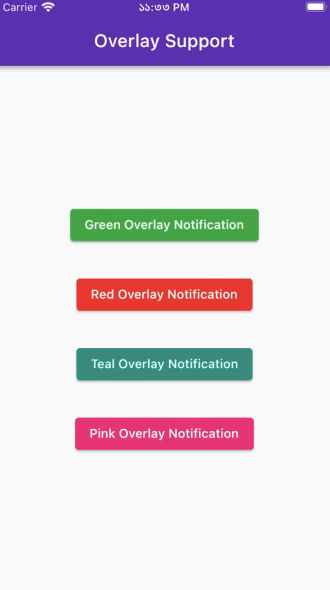 Carrier ১১:৩৩ PM
Overlay Support
Green Overlay Notification
Red Overlay Notification
Teal Overlay Notification
Pink Overlay Notification